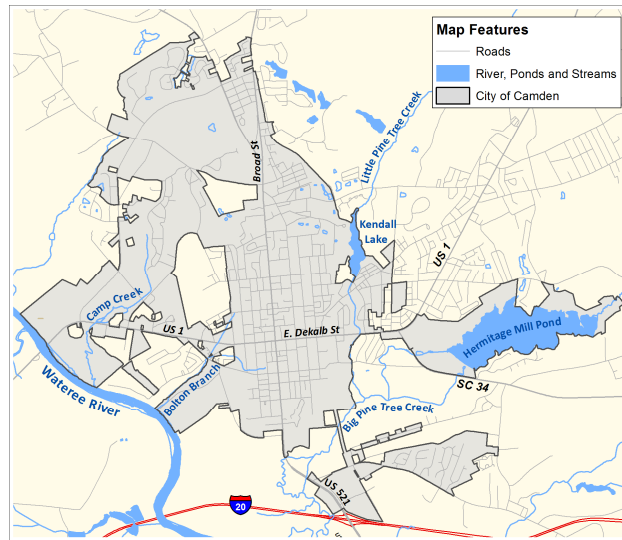 Map Features
Roads
River, Ponds and Streams
City of Camden
Broad St
Little Pine Tree Creek
Kendall
Lake
US 1
Camp Creek
US 1
E. Dekalb St
Hermitage Mill Pond
Wateree River
Bolton Branch
SC 34
Big Pine Tree Creek
US 521
20